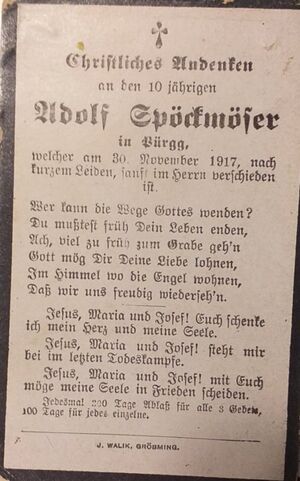 Christliches Andenken
an den 10 jährigen
Adolf Spöckmöser
in Pürgg,
welcher am 30. November 1917, nach
kurzem Leiden, sanft im Herrn verschieden
ist.
Wer kann die Wege Gottes wenden?
Du mußtest früh Dein Leben enden,
Ach, viel zu früh zum Grabe geh'n
Gott mög Dir Deine Liebe lohnen,
Im Himmel wo die Engel wohnen,
Daß wir uns freudig wiederseh'n.
Jesus, Maria und Josef! Euch schenke
ich mein Herz und meine Seele.
Jesus, Maria und Josef! steht mir
bei im letzten Todeskampfe.
Jesus, Maria und Josef! mit Euch
möge meine Seele in Frieden scheiden.
Jedesmal 300 Tage Ablaß für alle 3 Gebete,
100 Tage für jedes einzelne.
J. WALIK, GRÖBMING.